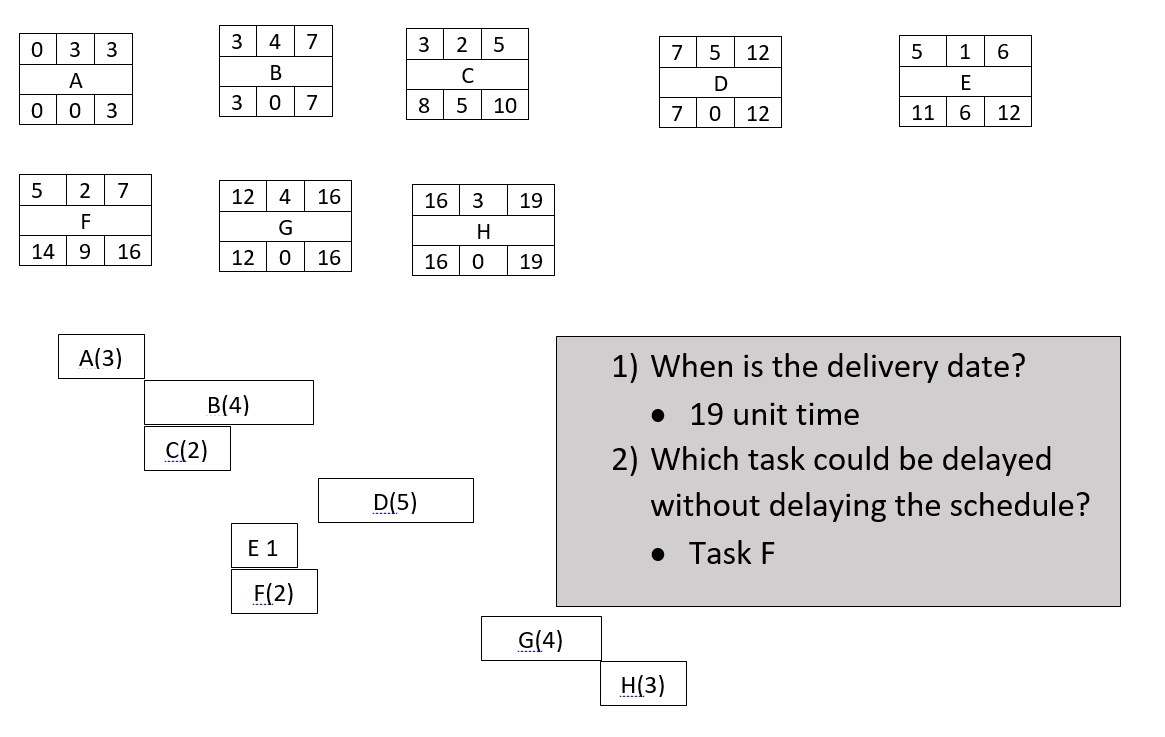 0 3 3
A
0 0 3
3 4 7
B
3 0 7
3 2 5
C
8 5 10
7 5 12
D
7 0 12
5 1 6
E
11 6 12
5 2 7
F
14 9 16
12 4 16
G
12 0 16
16 3 19
H
16 0 19
A(3)
B(4)
C(2)
D(5)
E 1
F(2)
G(4)
H(3)
1) When is the delivery date?
• 19 unit time
2) Which task could be delayed
without delaying the schedule?
• Task F